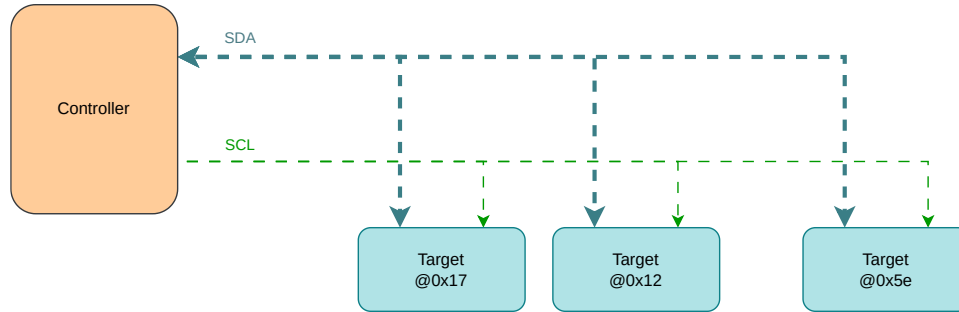 SDA
Controller
SCL
Target
@0x17
Target
@0x12
Target
@0x5e